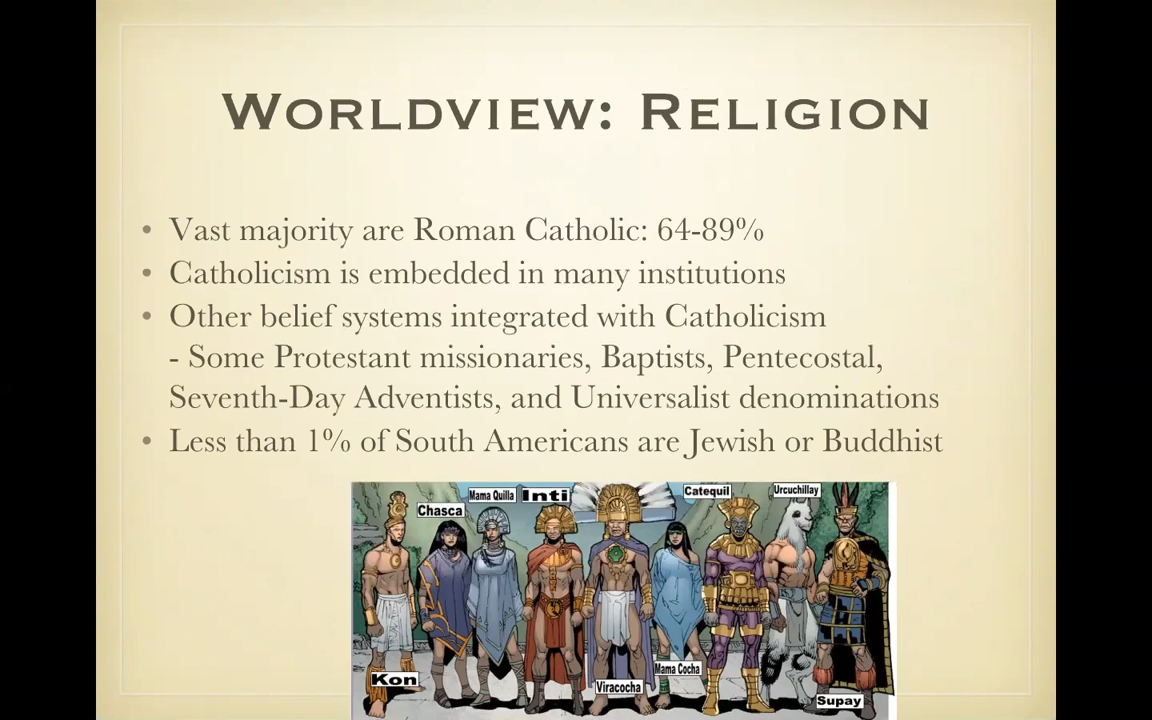 Worldview: Religion
• Vast majority are Roman Catholic: 64-89%
• Catholicism is embedded in many institutions
• Other belief systems integrated with Catholicism
- Some Protestant missionaries, Baptists, Pentecostal,
Seventh-Day Adventists, and Universalist denominations
• Less than 1% of South Americans are Jewish or Buddhist
Chasca
Mama Quilla
Inti
Catequil
Urcuchillay
Kon
Viracocha
Mama Cocha
Supay